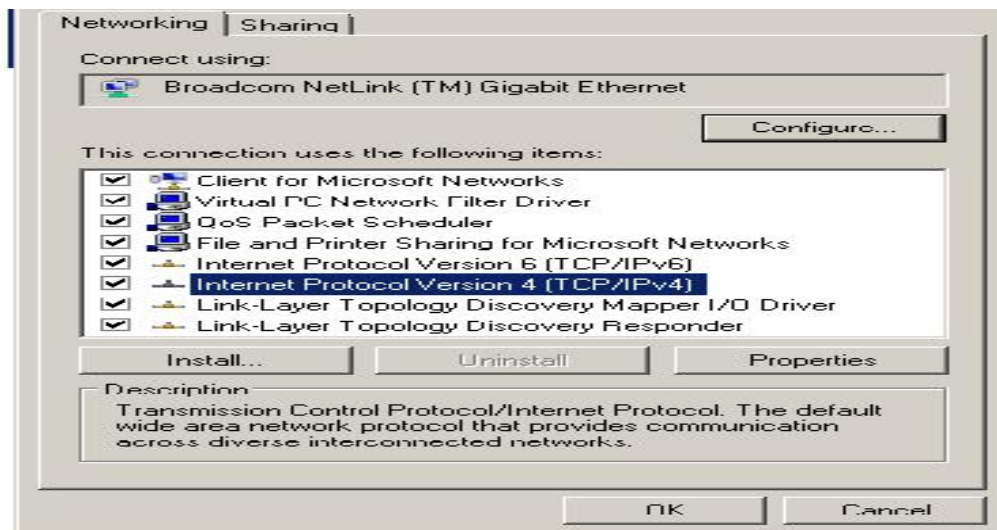 Networking
Sharing
Connect using:
Broadcom NetLink (TM) Gigabit Ethernet
Configure...
This connection uses the following items:
Client for Microsoft Networks
Virtual PC Network Filter Driver
QoS Packet Scheduler
File and Printer Sharing for Microsoft Networks
Internet Protocol Version 6 (TCP/IPv6)
Internet Protocol Version 4 (TCP/IPv4)
Link-Layer Topology Discovery Mapper I/O Driver
Link-Layer Topology Discovery Responder
Install...
Uninstall
Properties
Description
Transmission Control Protocol/Internet Protocol. The default
wide area network protocol that provides communication
across diverse interconnected networks.
OK
Cancel